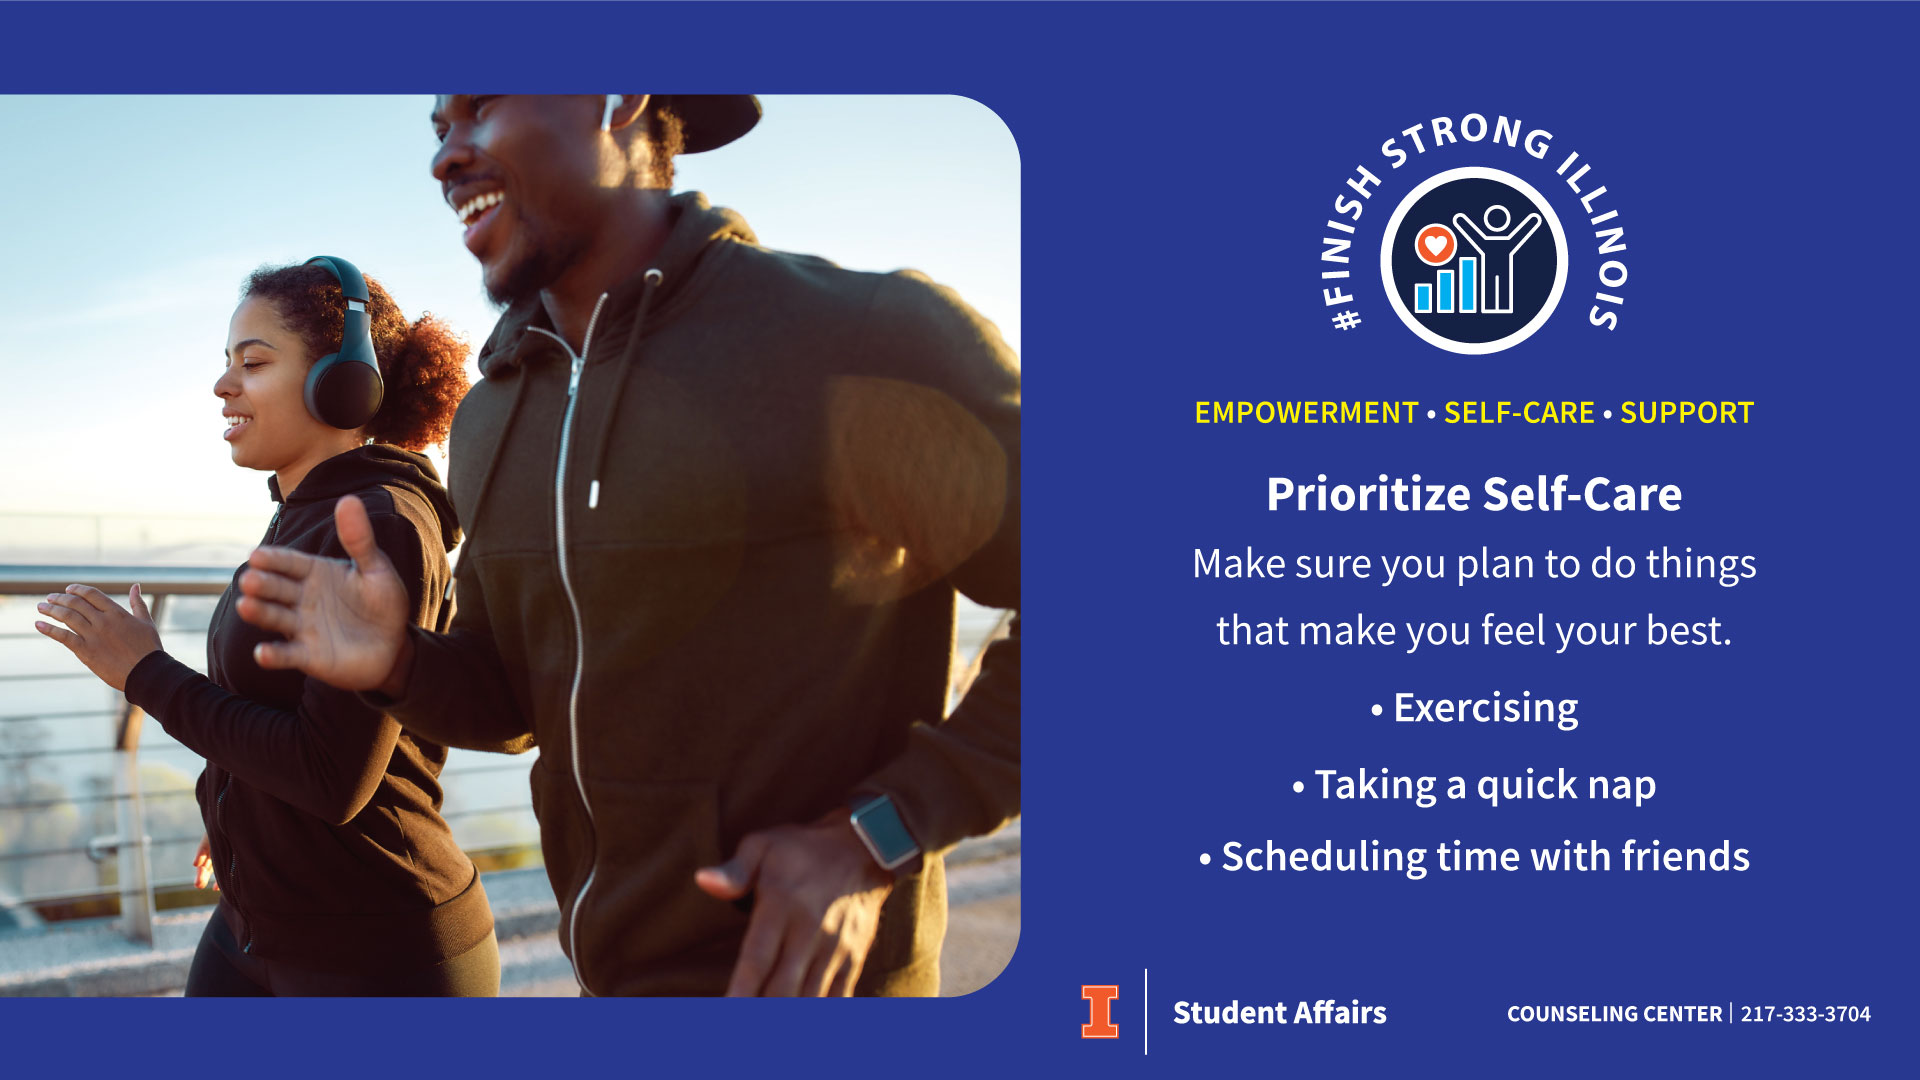 #FINISH STRONG ILLINOIS
EMPOWERMENT • SELF-CARE • SUPPORT
Prioritize Self-Care
Make sure you plan to do things
that make you feel your best.
• Exercising
• Taking a quick nap
• Scheduling time with friends
I
Student Affairs
COUNSELING CENTER | 217-333-3704